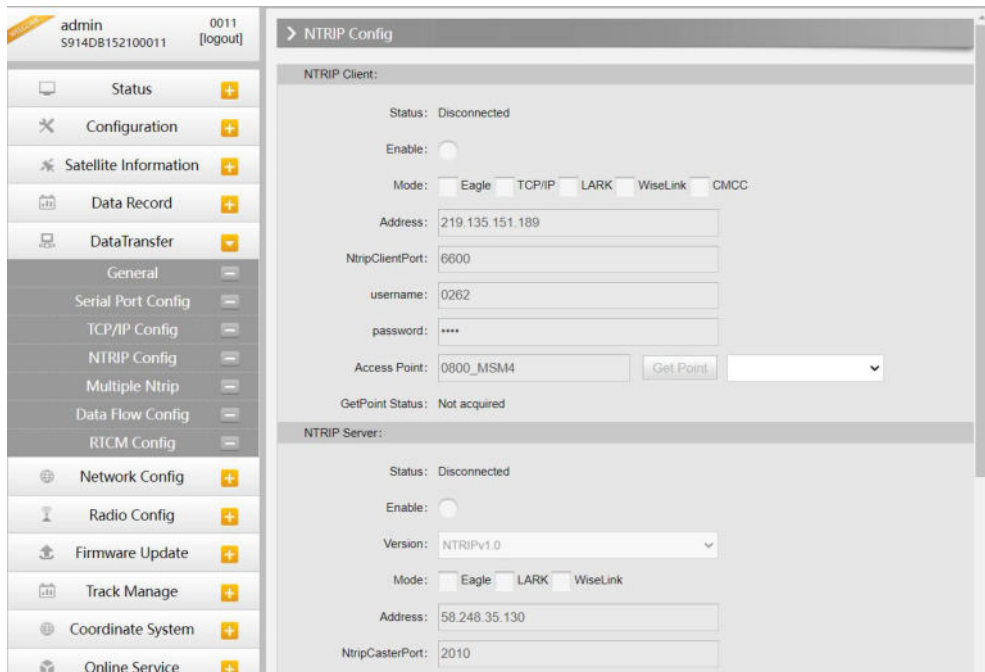 WELCOME
admin
0011
S914DB152100011
[logout]
Status
Configuration
Satellite Information
Data Record
DataTransfer
General
Serial Port Config
TCP/IP Config
NTRIP Config
Multiple Ntrip
Data Flow Config
RTCM Config
Network Config
Radio Config
Firmware Update
Track Manage
Coordinate System
Online Service
NTRIP Config
NTRIP Client:
Status: Disconnected
Enable:
Mode: Eagle TCP/IP LARK WiseLink CMCC
Address: 219.135.151.189
NtripClientPort: 6600
username: 0262
password: ••••
Access Point: 0800_MSM4 Get Point
GetPoint Status: Not acquired
NTRIP Server:
Status: Disconnected
Enable:
Version: NTRIPv1.0
Mode: Eagle LARK WiseLink
Address: 58.248.35.130
NtripCasterPort: 2010